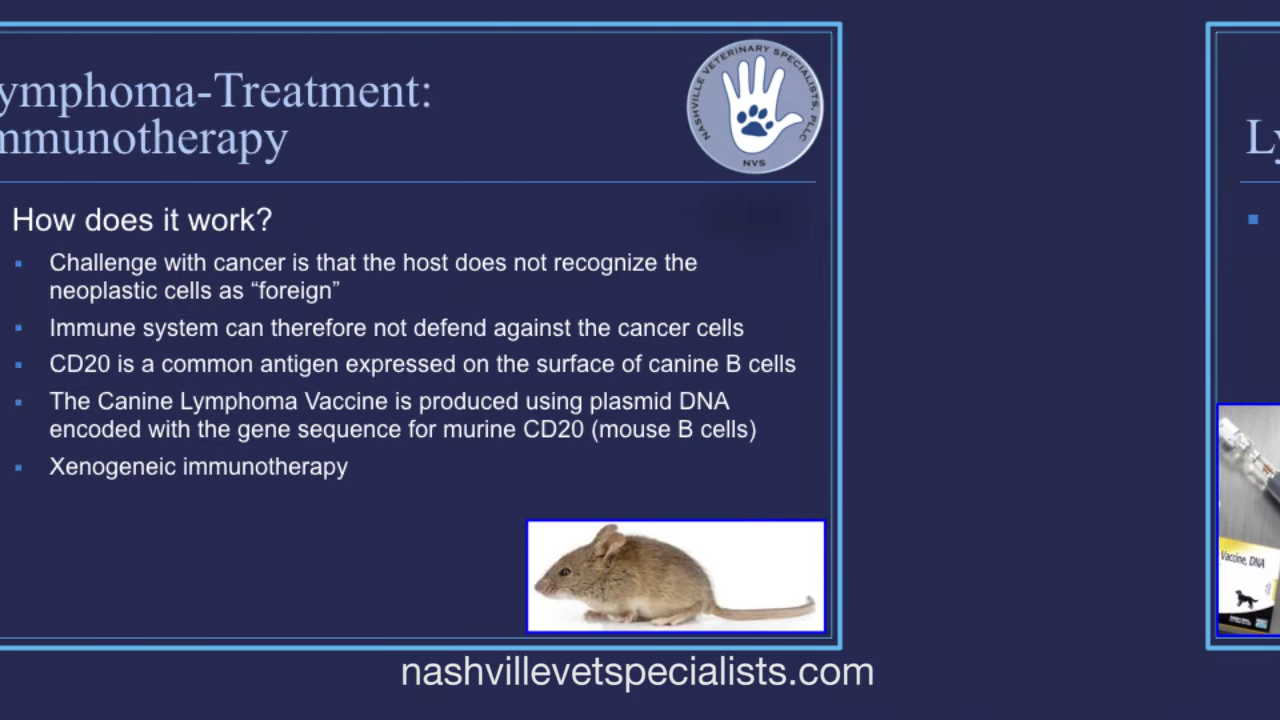 ymphoma-Treatment:
mmunotherapy
NASHVILLE VETERINARY SPECIALISTS, PLLC
NVS
How does it work?
▪ Challenge with cancer is that the host does not recognize the
neoplastic cells as “foreign”
▪ Immune system can therefore not defend against the cancer cells
▪ CD20 is a common antigen expressed on the surface of canine B cells
▪ The Canine Lymphoma Vaccine is produced using plasmid DNA
encoded with the gene sequence for murine CD20 (mouse B cells)
▪ Xenogeneic immunotherapy
Ly
Vaccine, DNA
nashvillevetspecialists.com